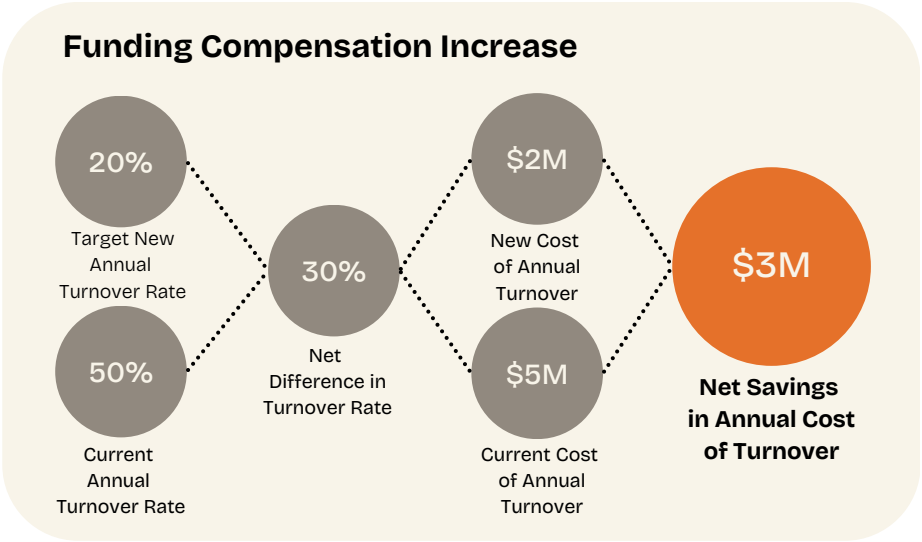 Funding Compensation Increase
20%
Target New
Annual
Turnover Rate
50%
Current
Annual
Turnover Rate
30%
Net
Difference in
Turnover Rate
$2M
New Cost
of Annual
Turnover
$5M
Current Cost
of Annual
Turnover
$3M
Net Savings
in Annual Cost
of Turnover